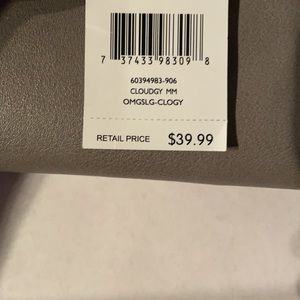 7 37433 98309 8
60394983-906
CLOUDGY MM
OMGSLG-CLOGY
RETAIL PRICE $39.99